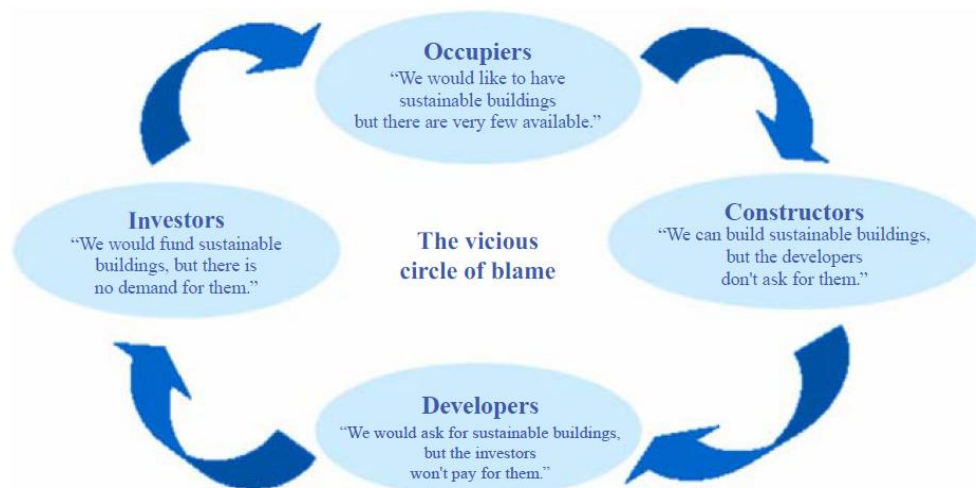 Occupiers
“We would like to have
sustainable buildings
but there are very few available.”
Investors
“We would fund sustainable
buildings, but there is
no demand for them.”
The vicious
circle of blame
Constructors
“We can build sustainable buildings,
but the developers
don't ask for them.”
Developers
“We would ask for sustainable buildings,
but the investors
won't pay for them.”